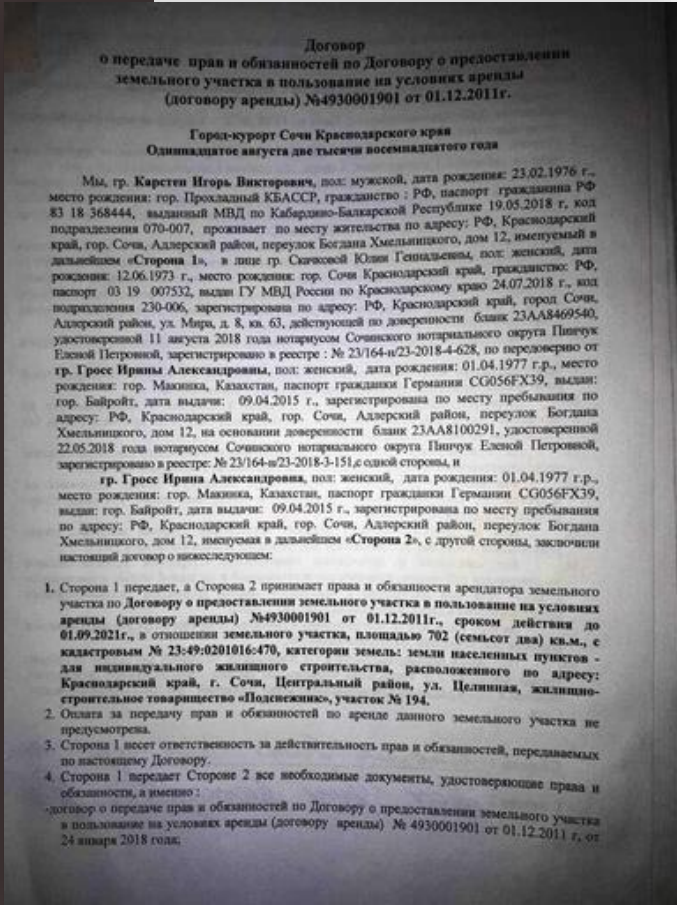 Договор
о передаче прав и обязанностей по Договору о предоставлении
земельного участка в пользование на условиях аренды
(договору аренды) №4930001901 от 01.12.2011г.
Город-курорт Сочи Краснодарского края
Одиннадцатое августа две тысячи восемнадцатого года
Мы, гр. Карстен Игорь Викторович, пол: мужской, дата рождения: 23.02.1976 г.,
место рождения: гор. Прохладный КБАССР, гражданство : РФ, паспорт гражданина РФ
83 18 368444, выданный МВД по Кабардино-Балкарской Республике 19.05.2018 г, код
подразделения 070-007, проживает по месту жительства по адресу: РФ, Краснодарский
край, гор. Сочи, Адлерский район, переулок Богдана Хмельницкого, дом 12, именуемый в
дальнейшем «Сторона 1», в лице гр. Скачковой Юлии Геннадьевны, пол: женский, дата
рождения: 12.06.1973 г., место рождения: гор. Сочи Краснодарский край, гражданство: РФ,
паспорт 03 19 007532, выдан ГУ МВД России по Краснодарскому краю 24.07.2018 г., код
подразделения 230-006, зарегистрирована по адресу: РФ, Краснодарский край, город Сочи,
Адлерский район, ул. Мира, д. 8, кв. 63, действующей по доверенности бланк 23АА8469540,
удостоверенной 11 августа 2018 года нотариусом Сочинского нотариального округа Пинчук
Еленой Петровной, зарегистрировано в реестре : № 23/164-н/23-2018-4-628, по передоверию от
гр. Гросс Ирины Александровны, пол: женский, дата рождения: 01.04.1977 г.р., место
рождения: гор. Макинка, Казахстан, паспорт гражданки Германии CG056FX39, выдан:
гор. Байройт, дата выдачи: 09.04.2015 г., зарегистрирована по месту пребывания по
адресу: РФ, Краснодарский край, гор. Сочи, Адлерский район, переулок Богдана
Хмельницкого, дом 12, на основании доверенности бланк 23АА8100291, удостоверенной
22.05.2018 года нотариусом Сочинского нотариального округа Пинчук Еленой Петровной,
зарегистрировано в реестре: № 23/164-н/23-2018-3-151,с одной стороны, и
гр. Гросс Ирина Александровна, пол: женский, дата рождения: 01.04.1977 г.р.,
место рождения: гор. Макинка, Казахстан, паспорт гражданки Германии CG056FX39,
выдан: гор. Байройт, дата выдачи: 09.04.2015 г., зарегистрирована по месту пребывания
по адресу: РФ, Краснодарский край, гор. Сочи, Адлерский район, переулок Богдана
Хмельницкого, дом 12, именуемая в дальнейшем «Сторона 2», с другой стороны, заключили
настоящий договор о нижеследующем:
1. Сторона 1 передает, а Сторона 2 принимает права и обязанности арендатора земельного
участка по Договору о предоставлении земельного участка в пользование на условиях
аренды (договору аренды) №4930001901 от 01.12.2011г., сроком действия до
01.09.2021г., в отношении земельного участка, площадью 702 (семьсот два) кв.м., с
кадастровым № 23:49:0201016:470, категории земель: земли населенных пунктов -
для индивидуального жилищного строительства, расположенного по адресу:
Краснодарский край, г. Сочи, Центральный район, ул. Целинная, жилищно-
строительное товарищество «Подснежник», участок № 194.
2. Оплата за передачу прав и обязанностей по аренде данного земельного участка не
предусмотрена.
3. Сторона 1 несет ответственность за действительность прав и обязанностей, передаваемых
по настоящему Договору.
4. Сторона 1 передает Стороне 2 все необходимые документы, удостоверяющие права и
обязанности, а именно :
-договор о передаче прав и обязанностей по Договору о предоставлении земельного участка
в пользование на условиях аренды (договору аренды) № 4930001901 от 01.12.2011 г, от
24 января 2018 года;